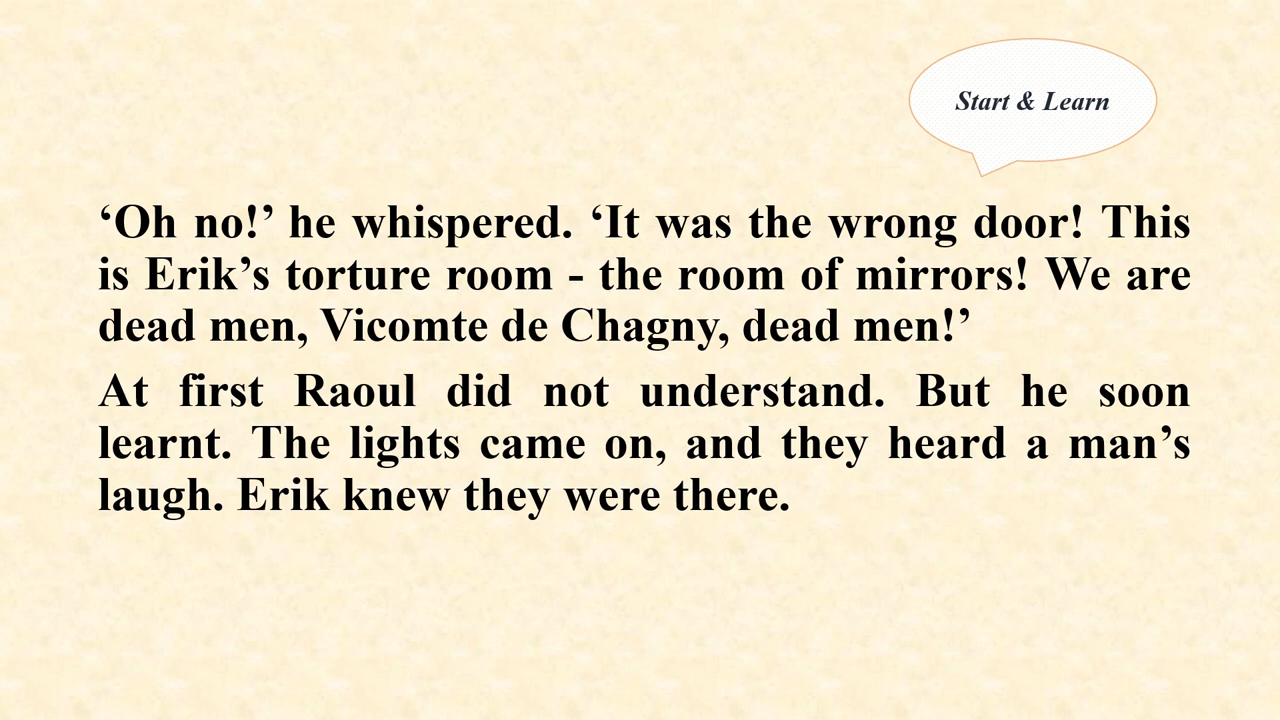 Start & Learn
‘Oh no!’ he whispered. ‘It was the wrong door! This
is Erik’s torture room - the room of mirrors! We are
dead men, Vicomte de Chagny, dead men!’
At first Raoul did not understand. But he soon
learnt. The lights came on, and they heard a man’s
laugh. Erik knew they were there.